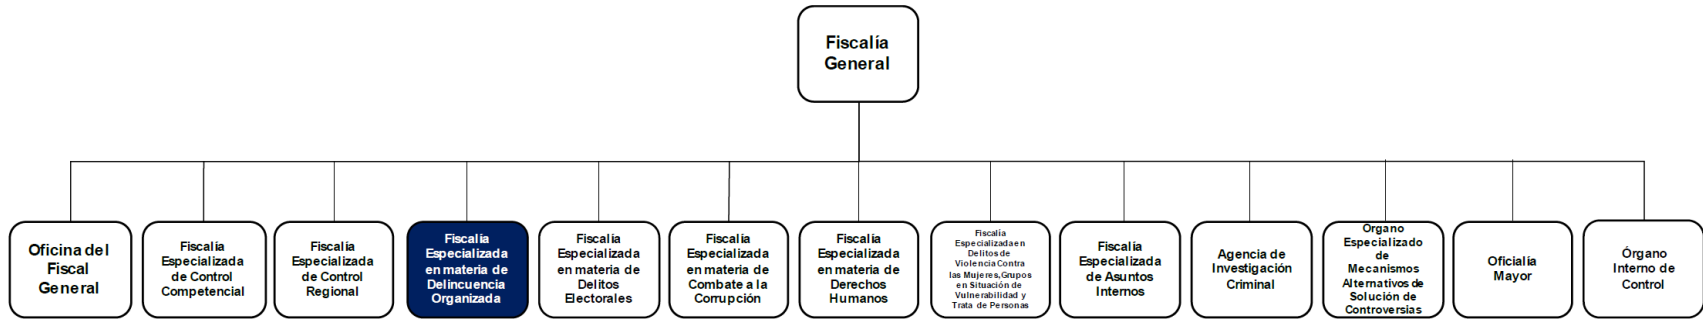 Fiscalía
General
Oficina del
Fiscal
General
Fiscalía
Especializada
de Control
Competencial
Fiscalía
Especializada
de Control
Regional
Fiscalía
Especializada
en materia de
Delincuencia
Organizada
Fiscalía
Especializada
en materia de
Delitos
Electorales
Fiscalía
Especializada
en materia de
Combate a la
Corrupción
Fiscalía
Especializada
en materia de
Derechos
Humanos
Fiscalía
Especializada en
Delitos de
Violencia Contra
las Mujeres, Grupos
en Situación de
Vulnerabilidad y
Trata de Personas
Fiscalía
Especializada
de Asuntos
Internos
Agencia de
Investigación
Criminal
Órgano
Especializado
de
Mecanismos
Alternativos de
Solución de
Controversias
Oficialía
Mayor
Órgano
Interno de
Control